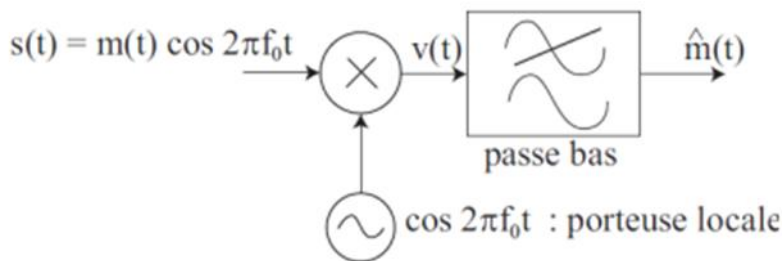 s(t) = m(t) cos 2πf₀t
v(t)
m̂(t)
passe bas
cos 2πf₀t : porteuse locale